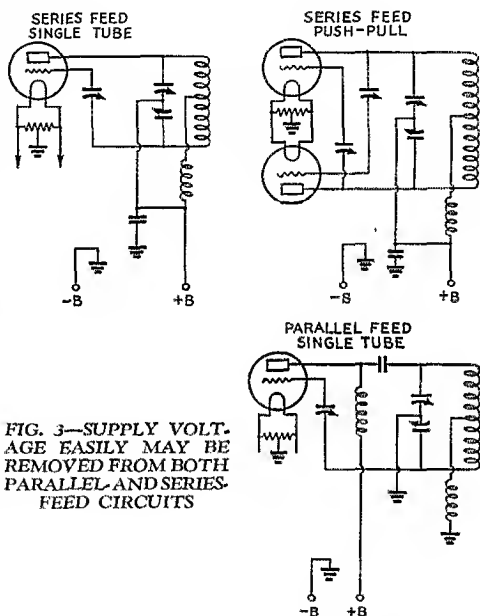 SERIES FEED
SINGLE TUBE
-B
+B
SERIES FEED
PUSH-PULL
-S
+B
PARALLEL FEED
SINGLE TUBE
-B
+B
FIG. 3—SUPPLY VOLT-
AGE EASILY MAY BE
REMOVED FROM BOTH
PARALLEL- AND SERIES-
FEED CIRCUITS